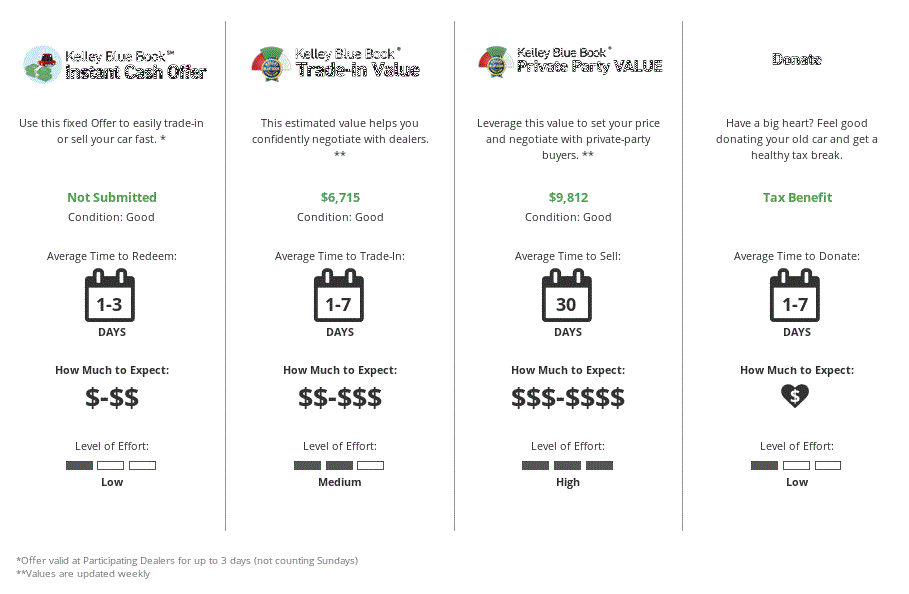 Kelley Blue Book℠
Instant Cash Offer
Use this fixed Offer to easily trade-in
or sell your car fast. *
Not Submitted
Condition: Good
Average Time to Redeem:
1-3
DAYS
How Much to Expect:
$-$$
Level of Effort:
Low
Kelley Blue Book®
Trade-In Value
This estimated value helps you
confidently negotiate with dealers.
**
$6,715
Condition: Good
Average Time to Trade-In:
1-7
DAYS
How Much to Expect:
$$-$$$
Level of Effort:
Medium
Kelley Blue Book®
Private Party VALUE
Leverage this value to set your price
and negotiate with private-party
buyers. **
$9,812
Condition: Good
Average Time to Sell:
30
DAYS
How Much to Expect:
$$$-$$$$
Level of Effort:
High
Donate
Have a big heart? Feel good
donating your old car and get a
healthy tax break.
Tax Benefit
Average Time to Donate:
1-7
DAYS
How Much to Expect:
$
Level of Effort:
Low
*Offer valid at Participating Dealers for up to 3 days (not counting Sundays)
**Values are updated weekly